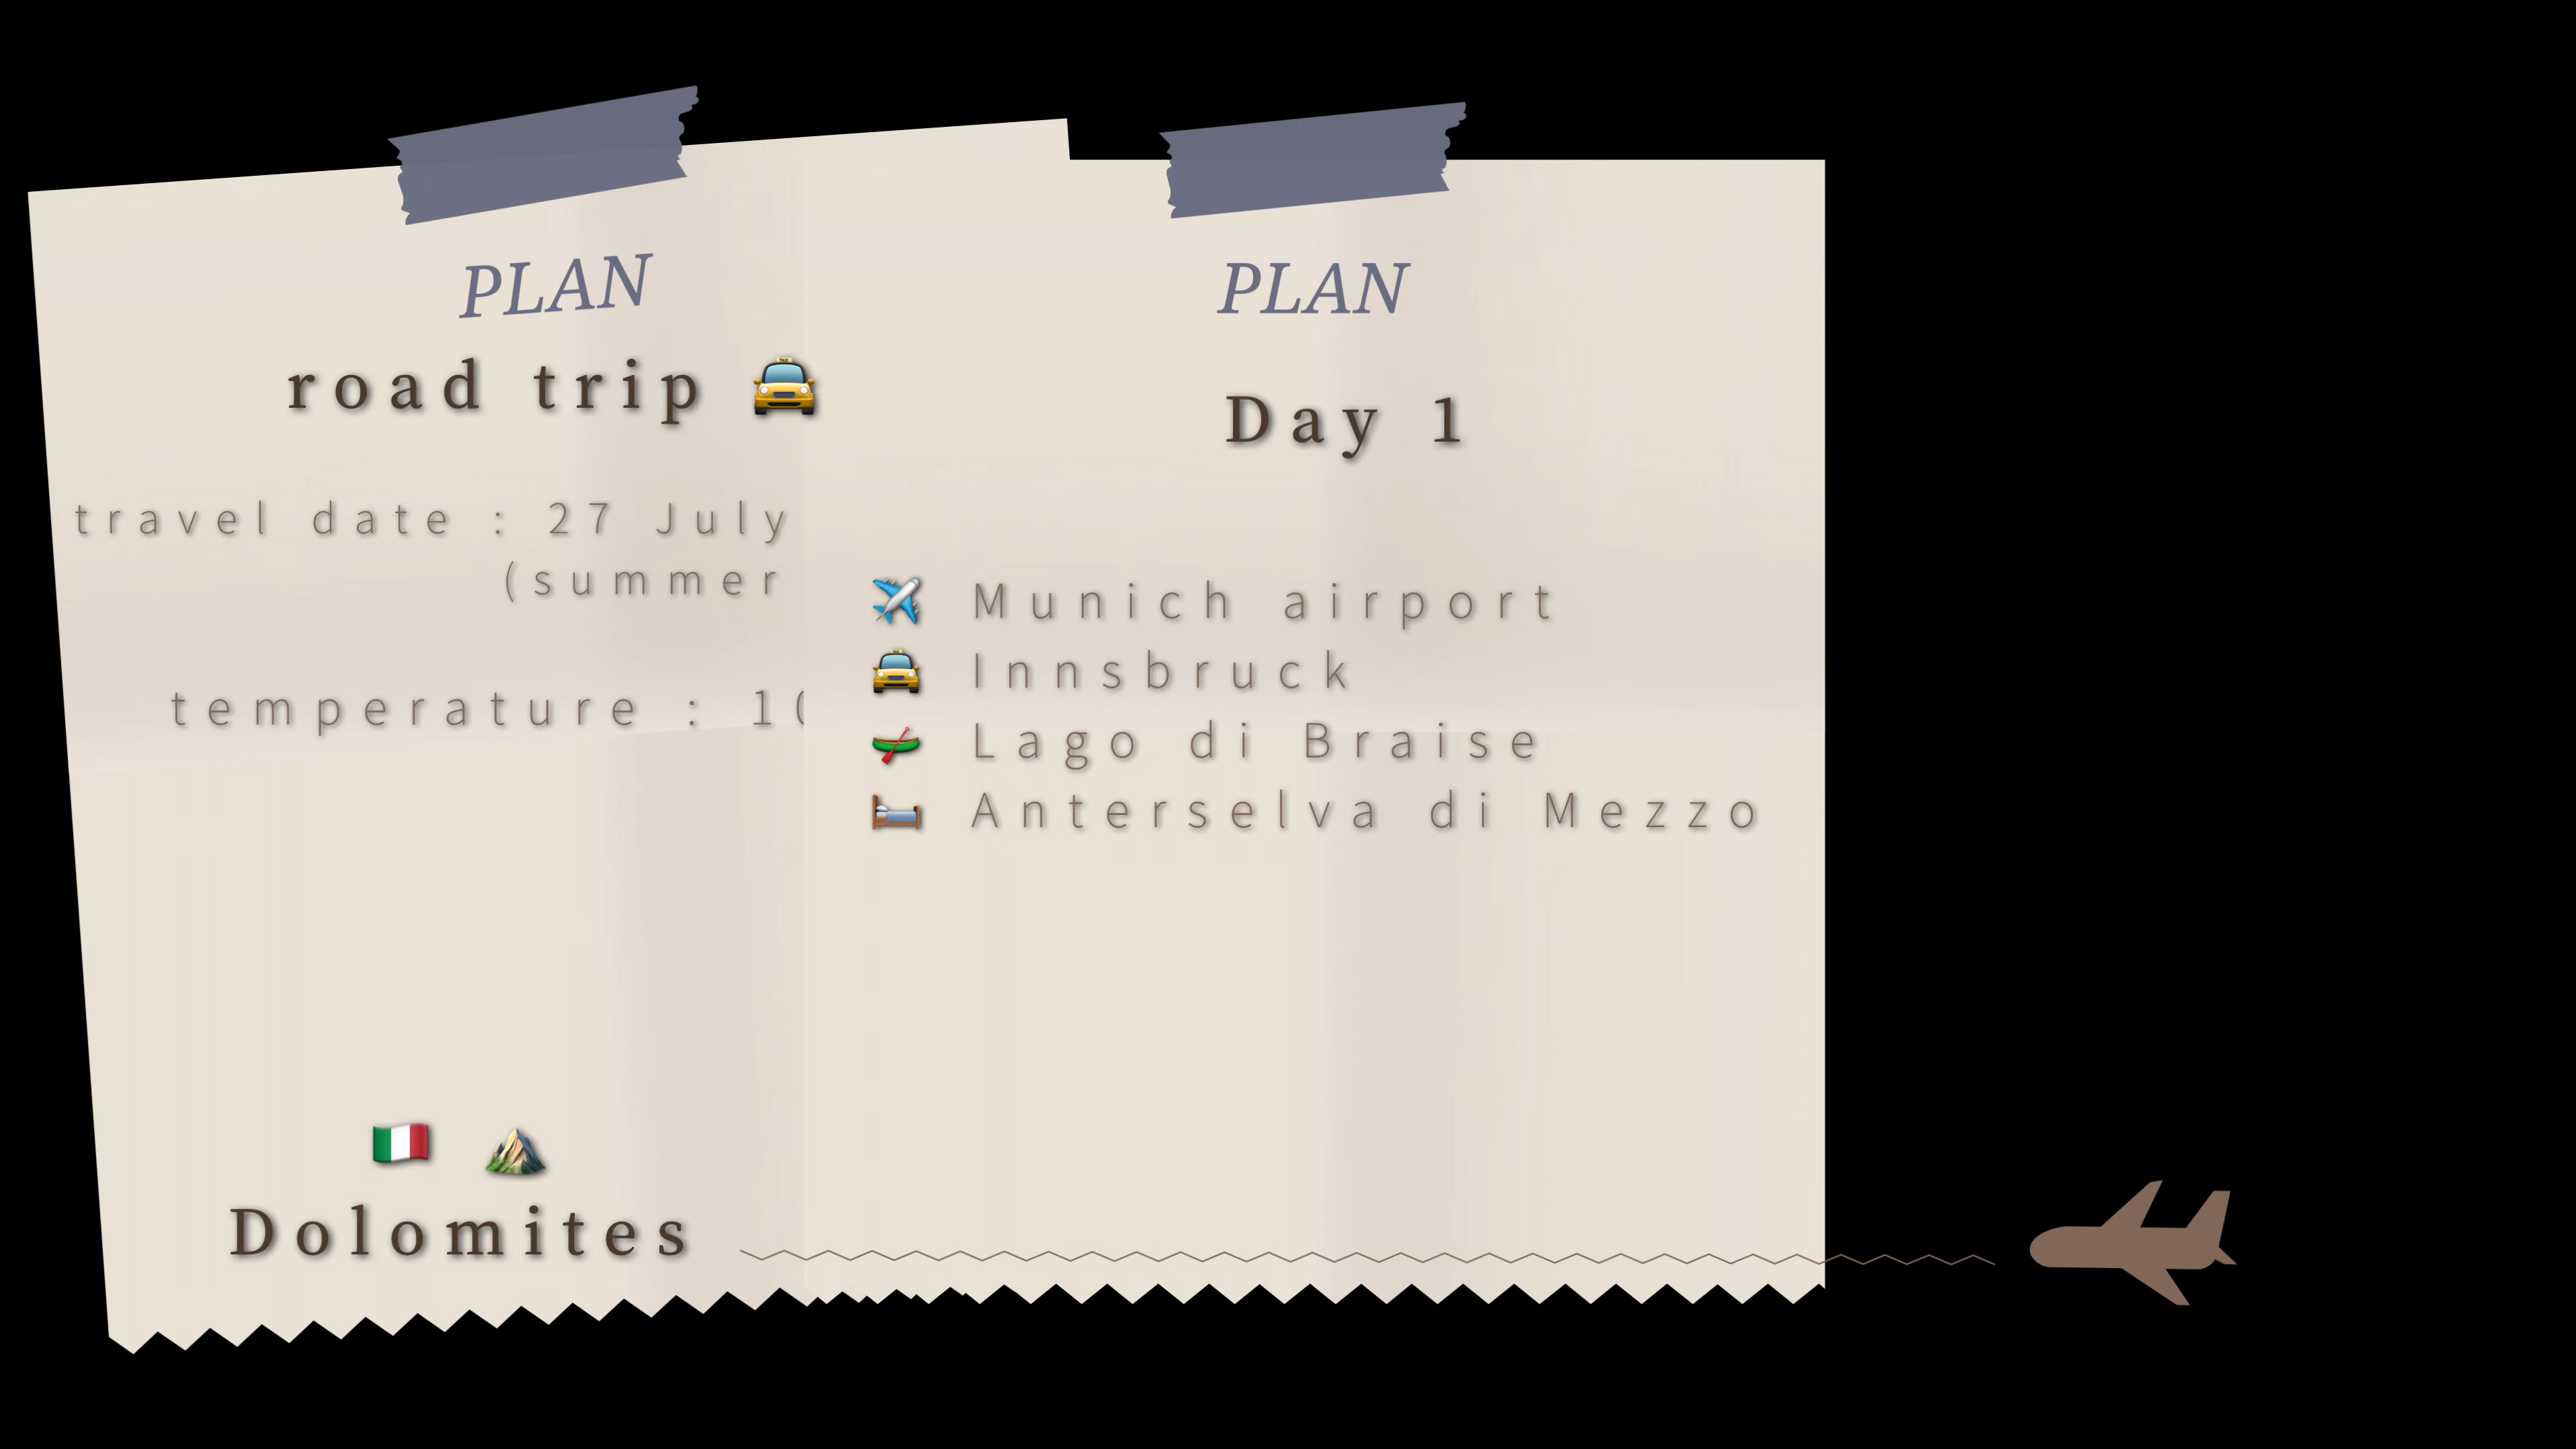 PLAN
road trip 🚖
travel date : 27 July
(summer
temperature : 10
🇮🇹 ⛰️
Dolomites
PLAN
Day 1
✈️ Munich airport
🚖 Innsbruck
🛶 Lago di Braise
🛏️ Anterselva di Mezzo